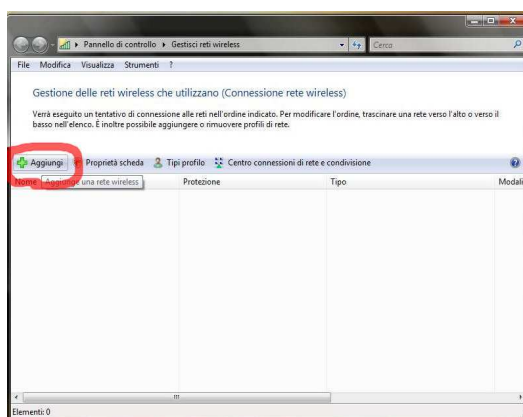 Pannello di controllo Gestisci reti wireless Cerca
File Modifica Visualizza Strumenti ?
Gestione delle reti wireless che utilizzano (Connessione rete wireless)
Verrà eseguito un tentativo di connessione alle reti nell'ordine indicato. Per modificare l'ordine, trascinare una rete verso l'alto o verso il
basso nell'elenco. È inoltre possibile aggiungere o rimuovere profili di rete.
Aggiungi Proprietà scheda Tipi profilo Centro connessioni di rete e condivisione
Nome Aggiunge una rete wireless Protezione Tipo Modali
Elementi: 0